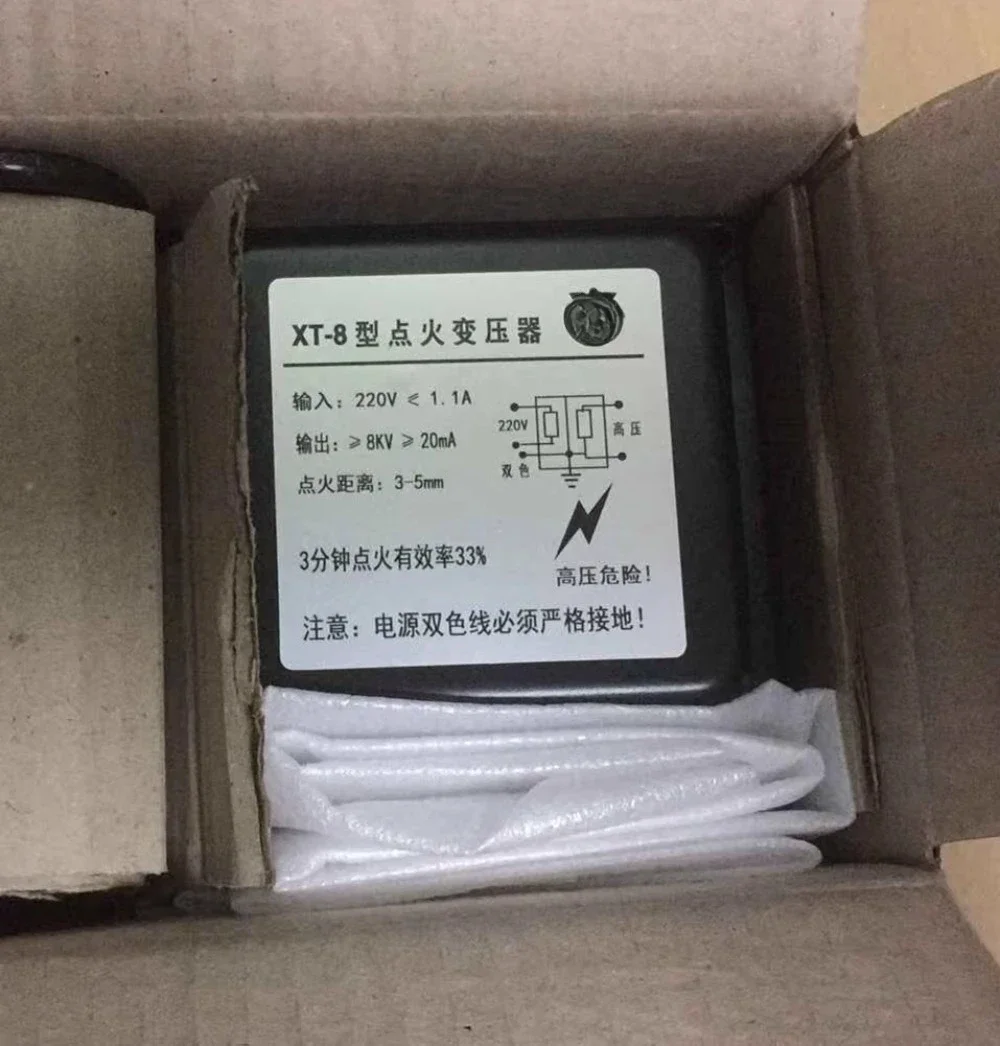 XT-8型点火变压器
输入：220V ≤ 1.1A
输出：≥8KV ≥20mA
点火距离：3-5mm
220V
高压
双色
3分钟点火有效率33%
高压危险！
注意：电源双色线必须严格接地！